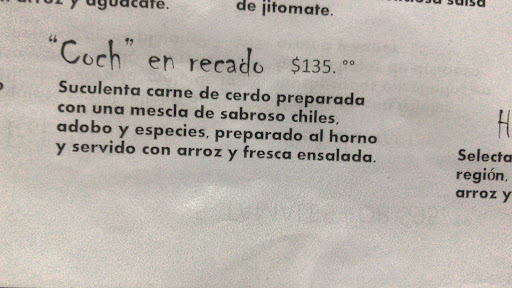 y aguacate.
de jitomate.
salsa
"Coch" en recado $135.°°
Suculenta carne de cerdo preparada
con una mescla de sabroso chiles,
adobo y especies, preparado al horno
y servido con arroz y fresca ensalada.
H
Selecta
región,
arroz y